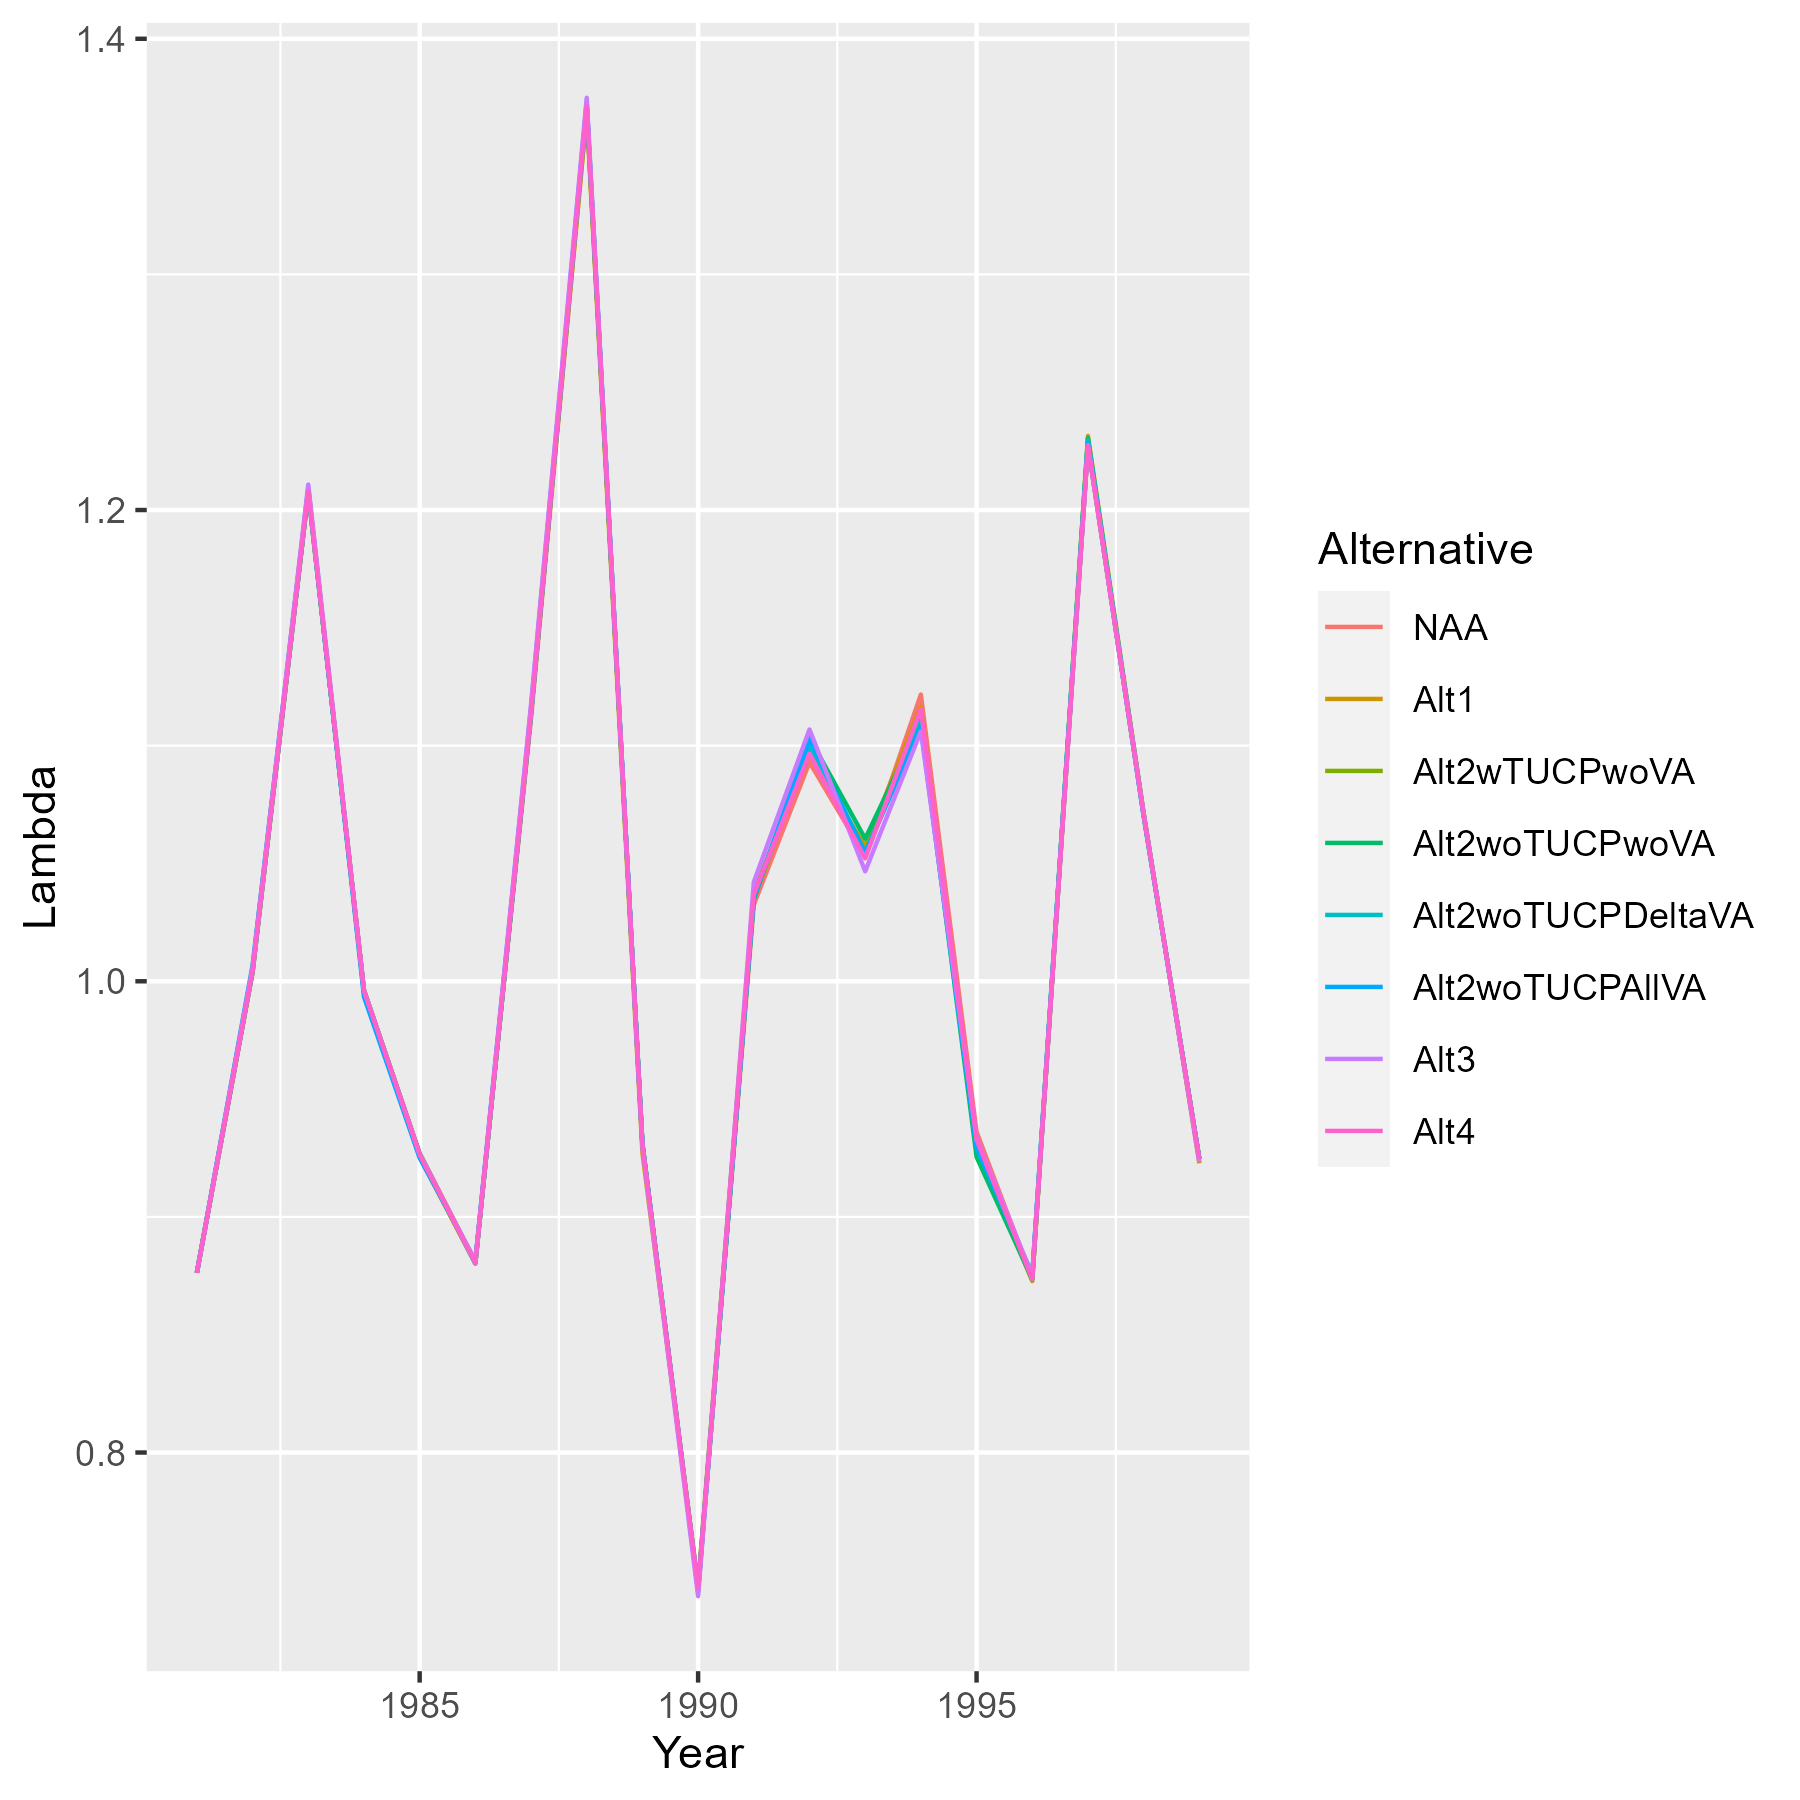 1.4
1.2
1.0
0.8
Lambda
1985
1990
1995
Year
Alternative
NAA
Alt1
Alt2wTUCPwoVA
Alt2woTUCPwoVA
Alt2woTUCPDeltaVA
Alt2woTUCPAllVA
Alt3
Alt4